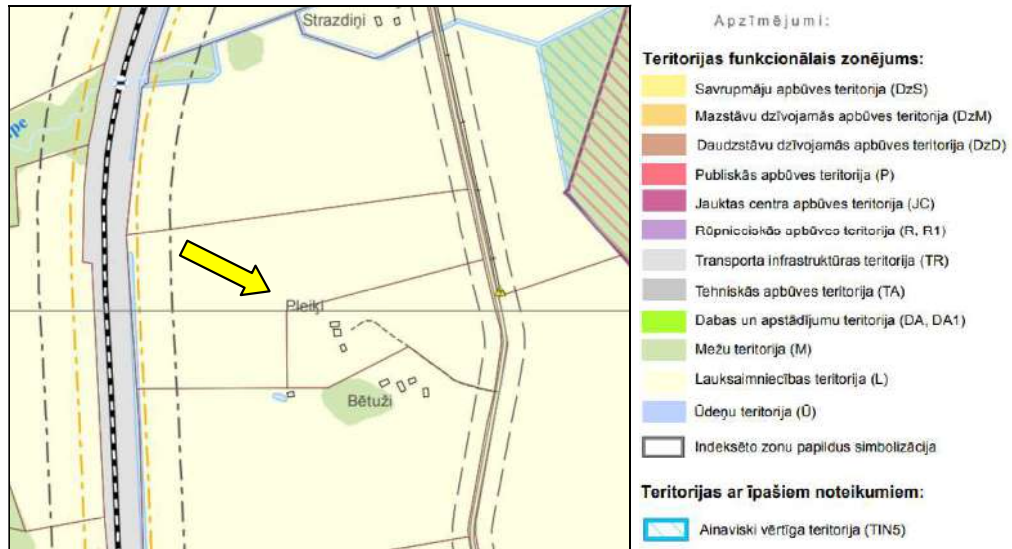 Strazdiņi
pe
Pleiķi
Bētuži
Apzīmējumi:
Teritorijas funkcionālais zonējums:
Savrupmāju apbūves teritorija (DzS)
Mazstāvu dzīvojamās apbūves teritorija (DzM)
Daudzstāvu dzīvojamās apbūves teritorija (DzD)
Publiskās apbūves teritorija (P)
Jauktas centra apbūves teritorija (JC)
Rūpnieciskās apbūves teritorija (R, R1)
Transporta infrastruktūras teritorija (TR)
Tehniskās apbūves teritorija (TA)
Dabas un apstādījumu teritorija (DA, DA1)
Mežu teritorija (M)
Lauksaimniecības teritorija (L)
Ūdeņu teritorija (Ū)
Indeksēto zonu papildus simbolizācija
Teritorijas ar īpašiem noteikumiem:
Ainaviski vērtīga teritorija (TIN5)